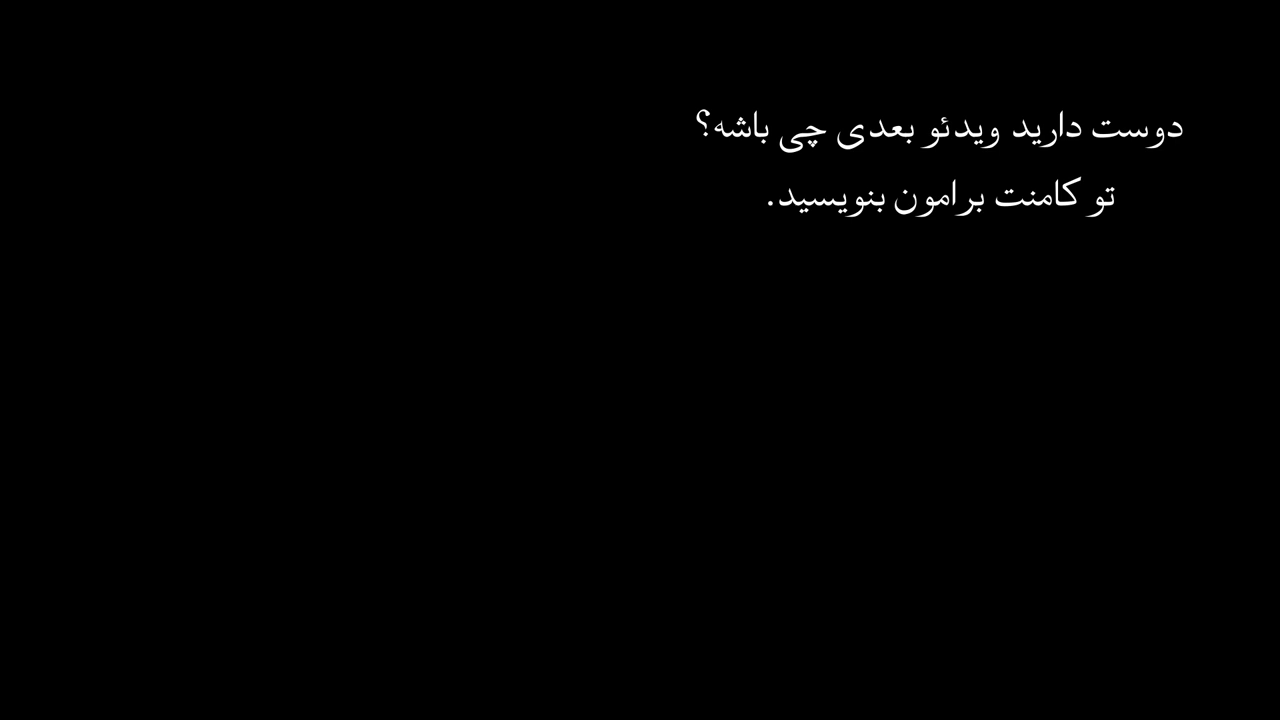 دوست دارید ویدئو بعدی چی باشه؟
تو کامنت برامون بنویسید.